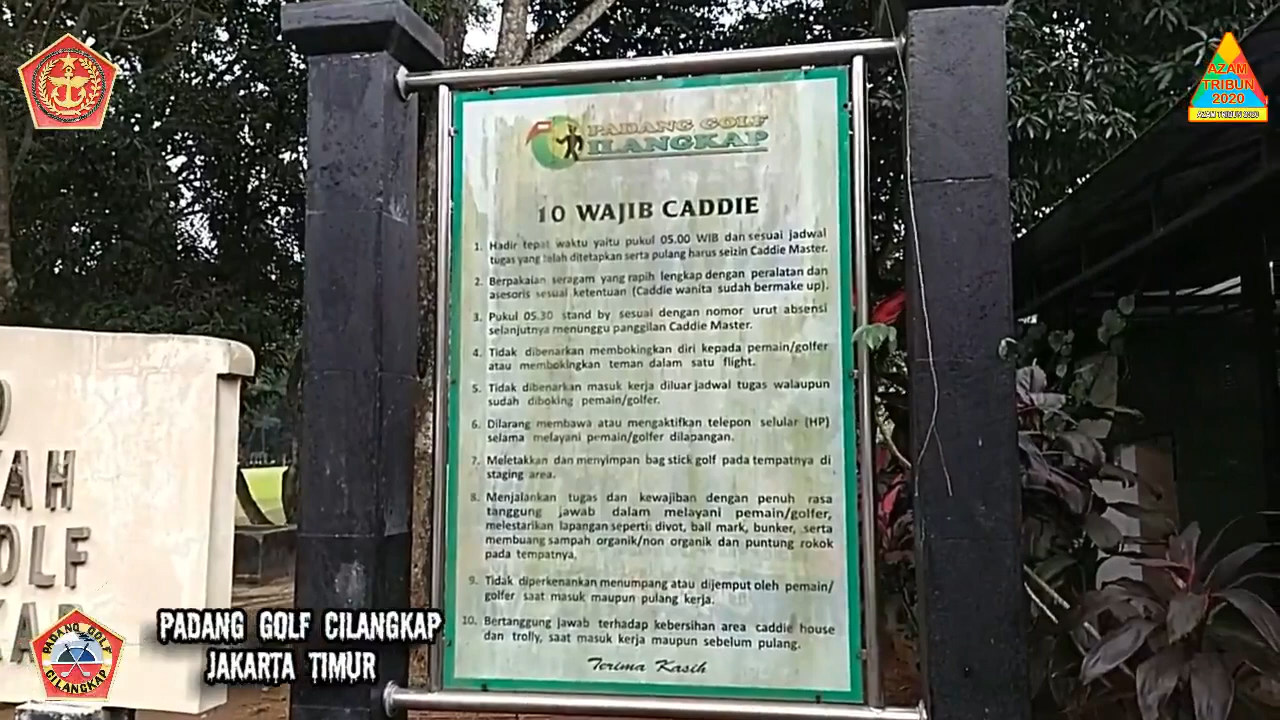 AZAM
TRIBUN
2020
AZAM TRIBUN 2020
PADANG GOLF
CILANGKAP
10 WAJIB CADDIE
1. Hadir tepat waktu yaitu pukul 05.00 WIB dan sesuai jadwal
tugas yang telah ditetapkan serta pulang harus seizin Caddie Master.
2. Berpakaian seragam yang rapih lengkap dengan peralatan dan
asesoris sesuai ketentuan (Caddie wanita sudah bermake up).
3. Pukul 05.30 stand by sesuai dengan nomor urut absensi
selanjutnya menunggu panggilan Caddie Master.
4. Tidak dibenarkan membokingkan diri kepada pemain/golfer
atau membokingkan teman dalam satu flight.
5. Tidak dibenarkan masuk kerja diluar jadwal tugas walaupun
sudah diboking pemain/golfer.
6. Dilarang membawa atau mengaktifkan telepon selular (HP)
selama melayani pemain/golfer dilapangan.
7. Meletakkan dan menyimpan bag stick golf pada tempatnya di
staging area.
8. Menjalankan tugas dan kewajiban dengan penuh rasa
tanggung jawab dalam melayani pemain/golfer,
melestarikan lapangan seperti: divot, ball mark, bunker, serta
membuang sampah organik/non organik dan puntung rokok
pada tempatnya.
9. Tidak diperkenankan menumpang atau dijemput oleh pemain/
golfer saat masuk maupun pulang kerja.
10. Bertanggung jawab terhadap kebersihan area caddie house
dan trolly, saat masuk kerja maupun sebelum pulang.
Terima Kasih
AH
OLF
KAP
PADANG GOLF
CILANGKAP
PADANG GOLF CILANGKAP
JAKARTA TIMUR